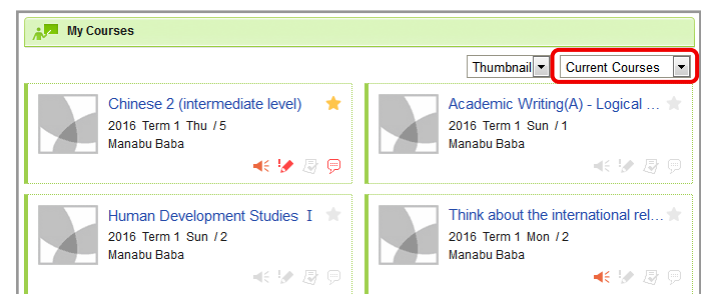 My Courses
Thumbnail
Current Courses
Chinese 2 (intermediate level)
2016 Term 1 Thu / 5
Manabu Baba
Academic Writing(A) - Logical ...
2016 Term 1 Sun / 1
Manabu Baba
Human Development Studies Ⅰ
2016 Term 1 Sun / 2
Manabu Baba
Think about the international rel...
2016 Term 1 Mon / 2
Manabu Baba